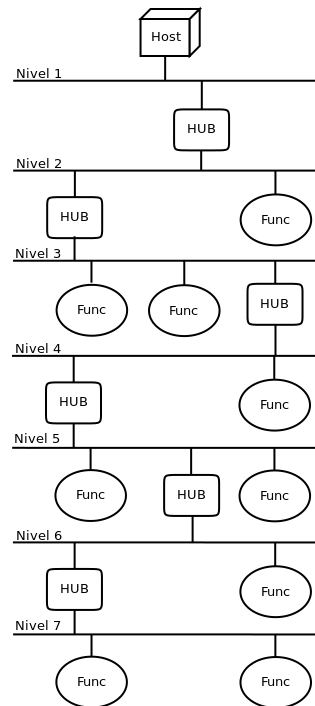 Host
Nivel 1
HUB
Nivel 2
HUB
Func
Nivel 3
Func
Func
HUB
Nivel 4
HUB
Func
Nivel 5
Func
HUB
Func
Nivel 6
HUB
Func
Nivel 7
Func
Func